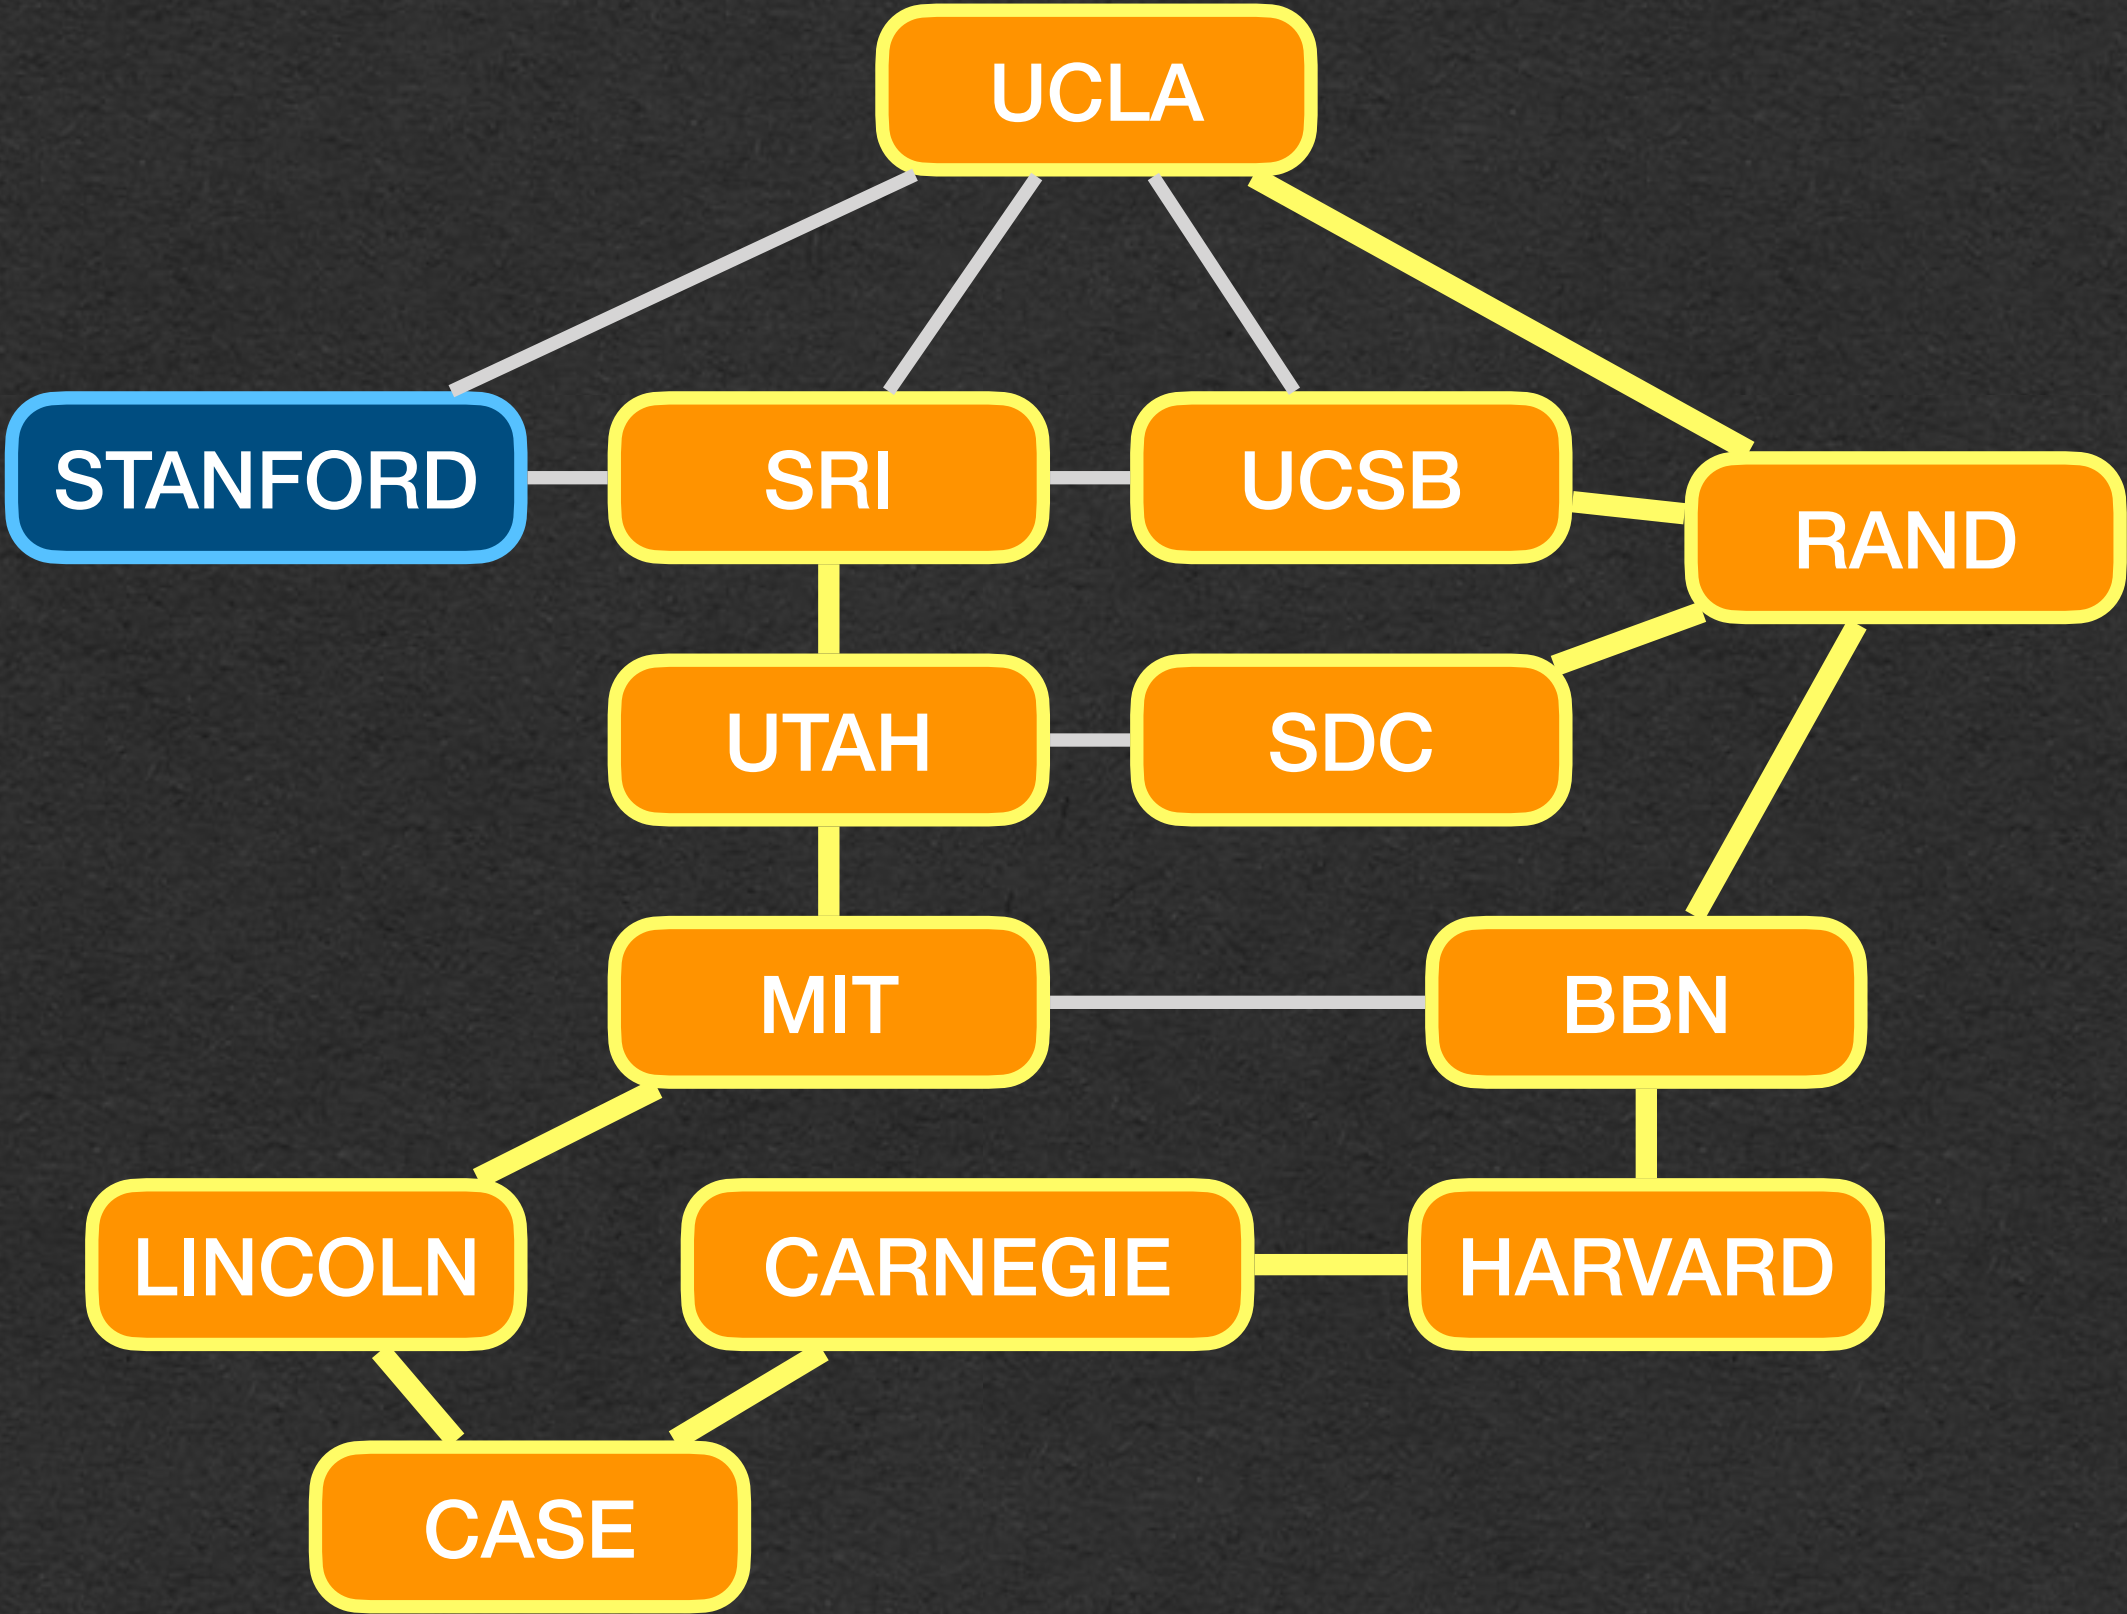 UCLA
STANFORD
SRI
UCSB
RAND
UTAH
SDC
MIT
BBN
LINCOLN
CARNEGIE
HARVARD
CASE